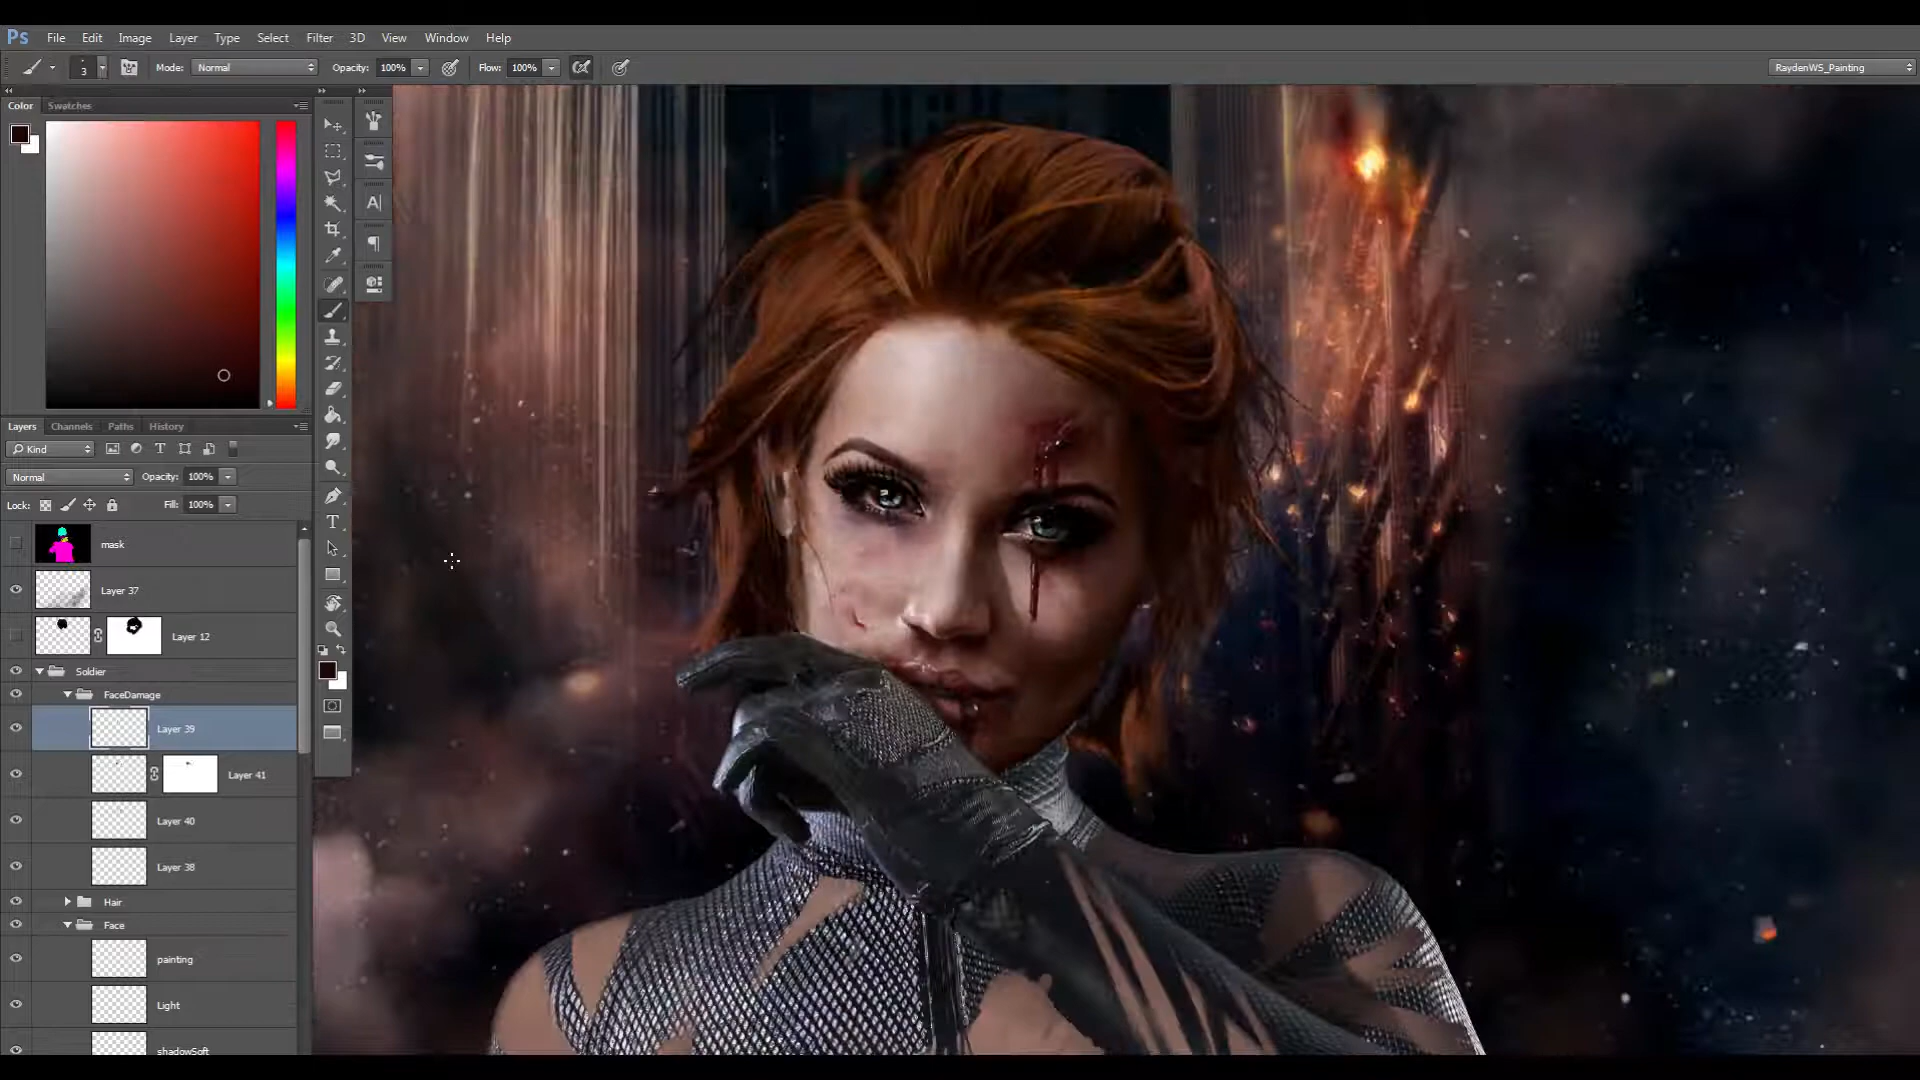 Ps File Edit Image Layer Type Select Filter 3D View Window Help
3 Mode: Normal Opacity: 100% Flow: 100% RaydenWS_Painting
Color Swatches
Layers Channels Paths History
Kind
Normal Opacity: 100%
Lock: Fill: 100%
mask
Layer 37
Layer 12
Soldier
FaceDamage
Layer 39
Layer 41
Layer 40
Layer 38
Hair
Face
painting
Light
shadowSoft